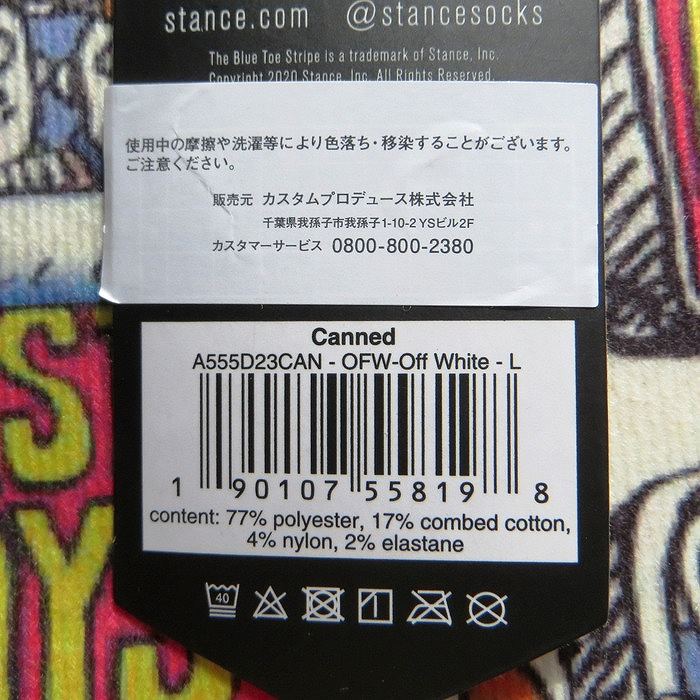 stance.com @stancesocks
The Blue Toe Stripe is a trademark of Stance, Inc.
Copyright 2020 Stance, Inc. All Rights Reserved.
使用中の摩擦や洗濯等により色落ち・移染することがございます。
ご注意ください。
販売元 カスタムプロデュース株式会社
千葉県我孫子市我孫子1-10-2 YSビル2F
カスタマーサービス 0800-800-2380
Canned
A555D23CAN - OFW-Off White - L
1 90107 55819 8
content: 77% polyester, 17% combed cotton,
4% nylon, 2% elastane
40